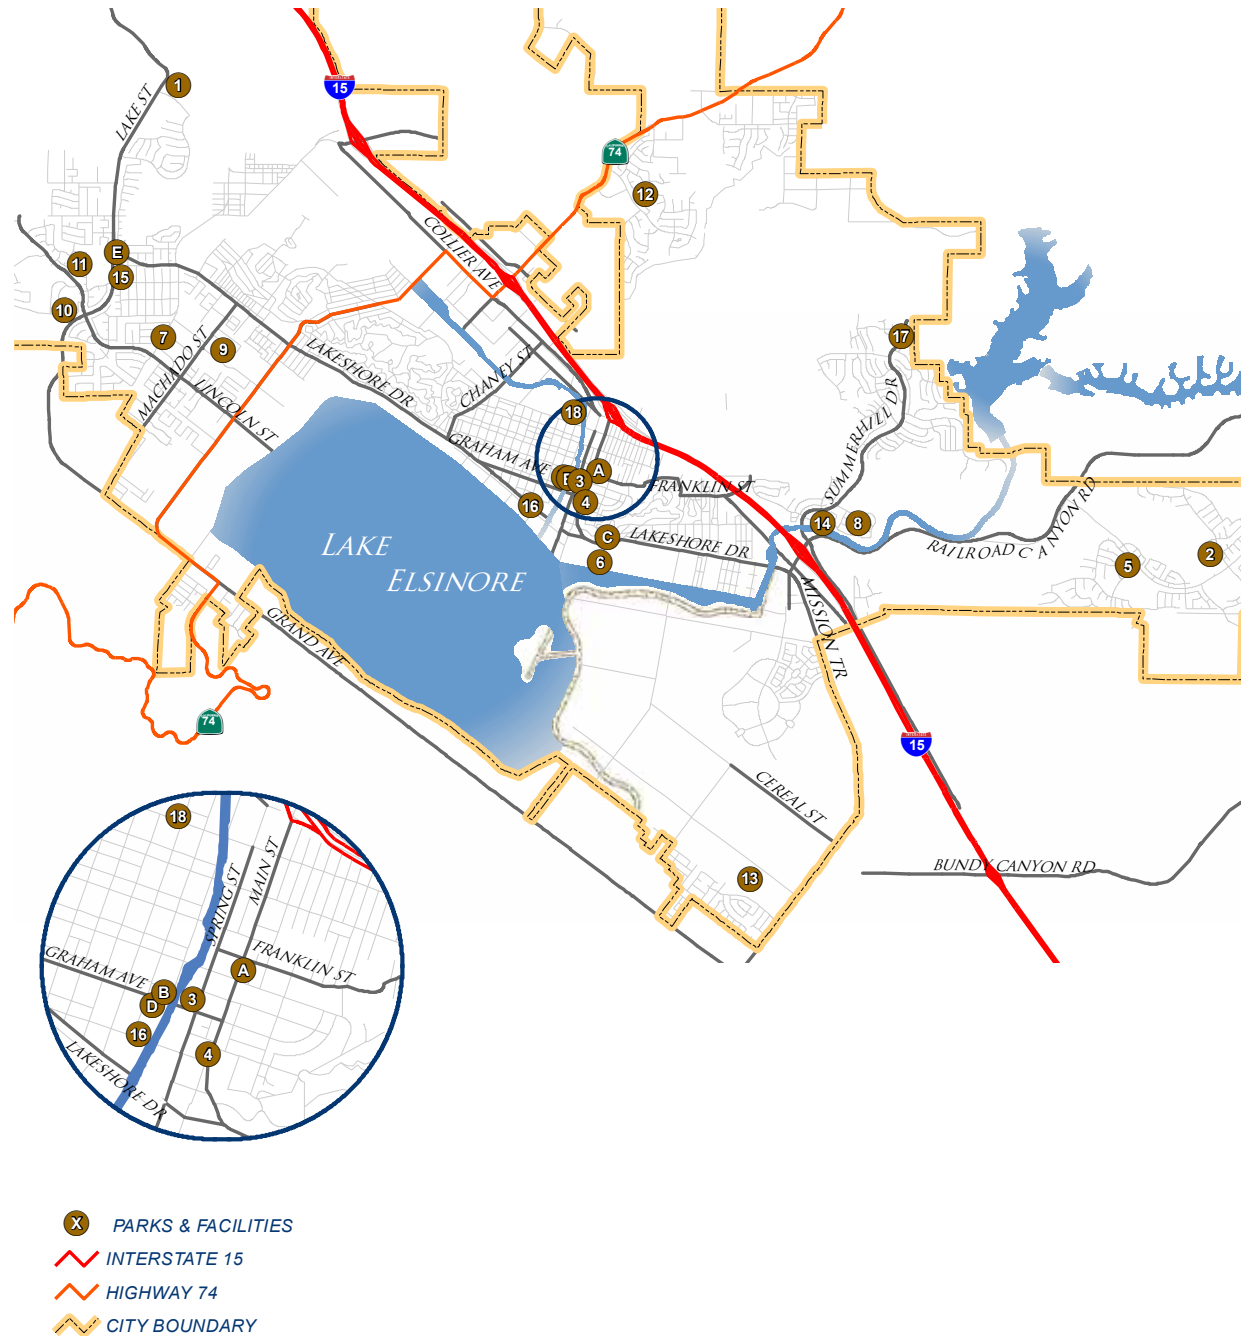 15
1
LAKE ST
74
12
COLLIER AVE
E
11
15
10
7
9
17
MACHADO ST
LAKESHORE DR
CHANEY ST
LINCOLN ST
18
SUMMERHILL DR
GRAHAM AVE
A
B
3
FRANKLIN ST
4
16
C
LAKESHORE DR
6
14
8
RAILROAD CANYON RD
5
2
LAKE
ELSINORE
MISSION TR
GRAND AVE
74
15
CEREAL ST
13
BUNDY CANYON RD
18
SPRING ST
MAIN ST
GRAHAM AVE
FRANKLIN ST
A
B
D
3
16
4
LAKESHORE DR
X PARKS & FACILITIES
INTERSTATE 15
HIGHWAY 74
CITY BOUNDARY